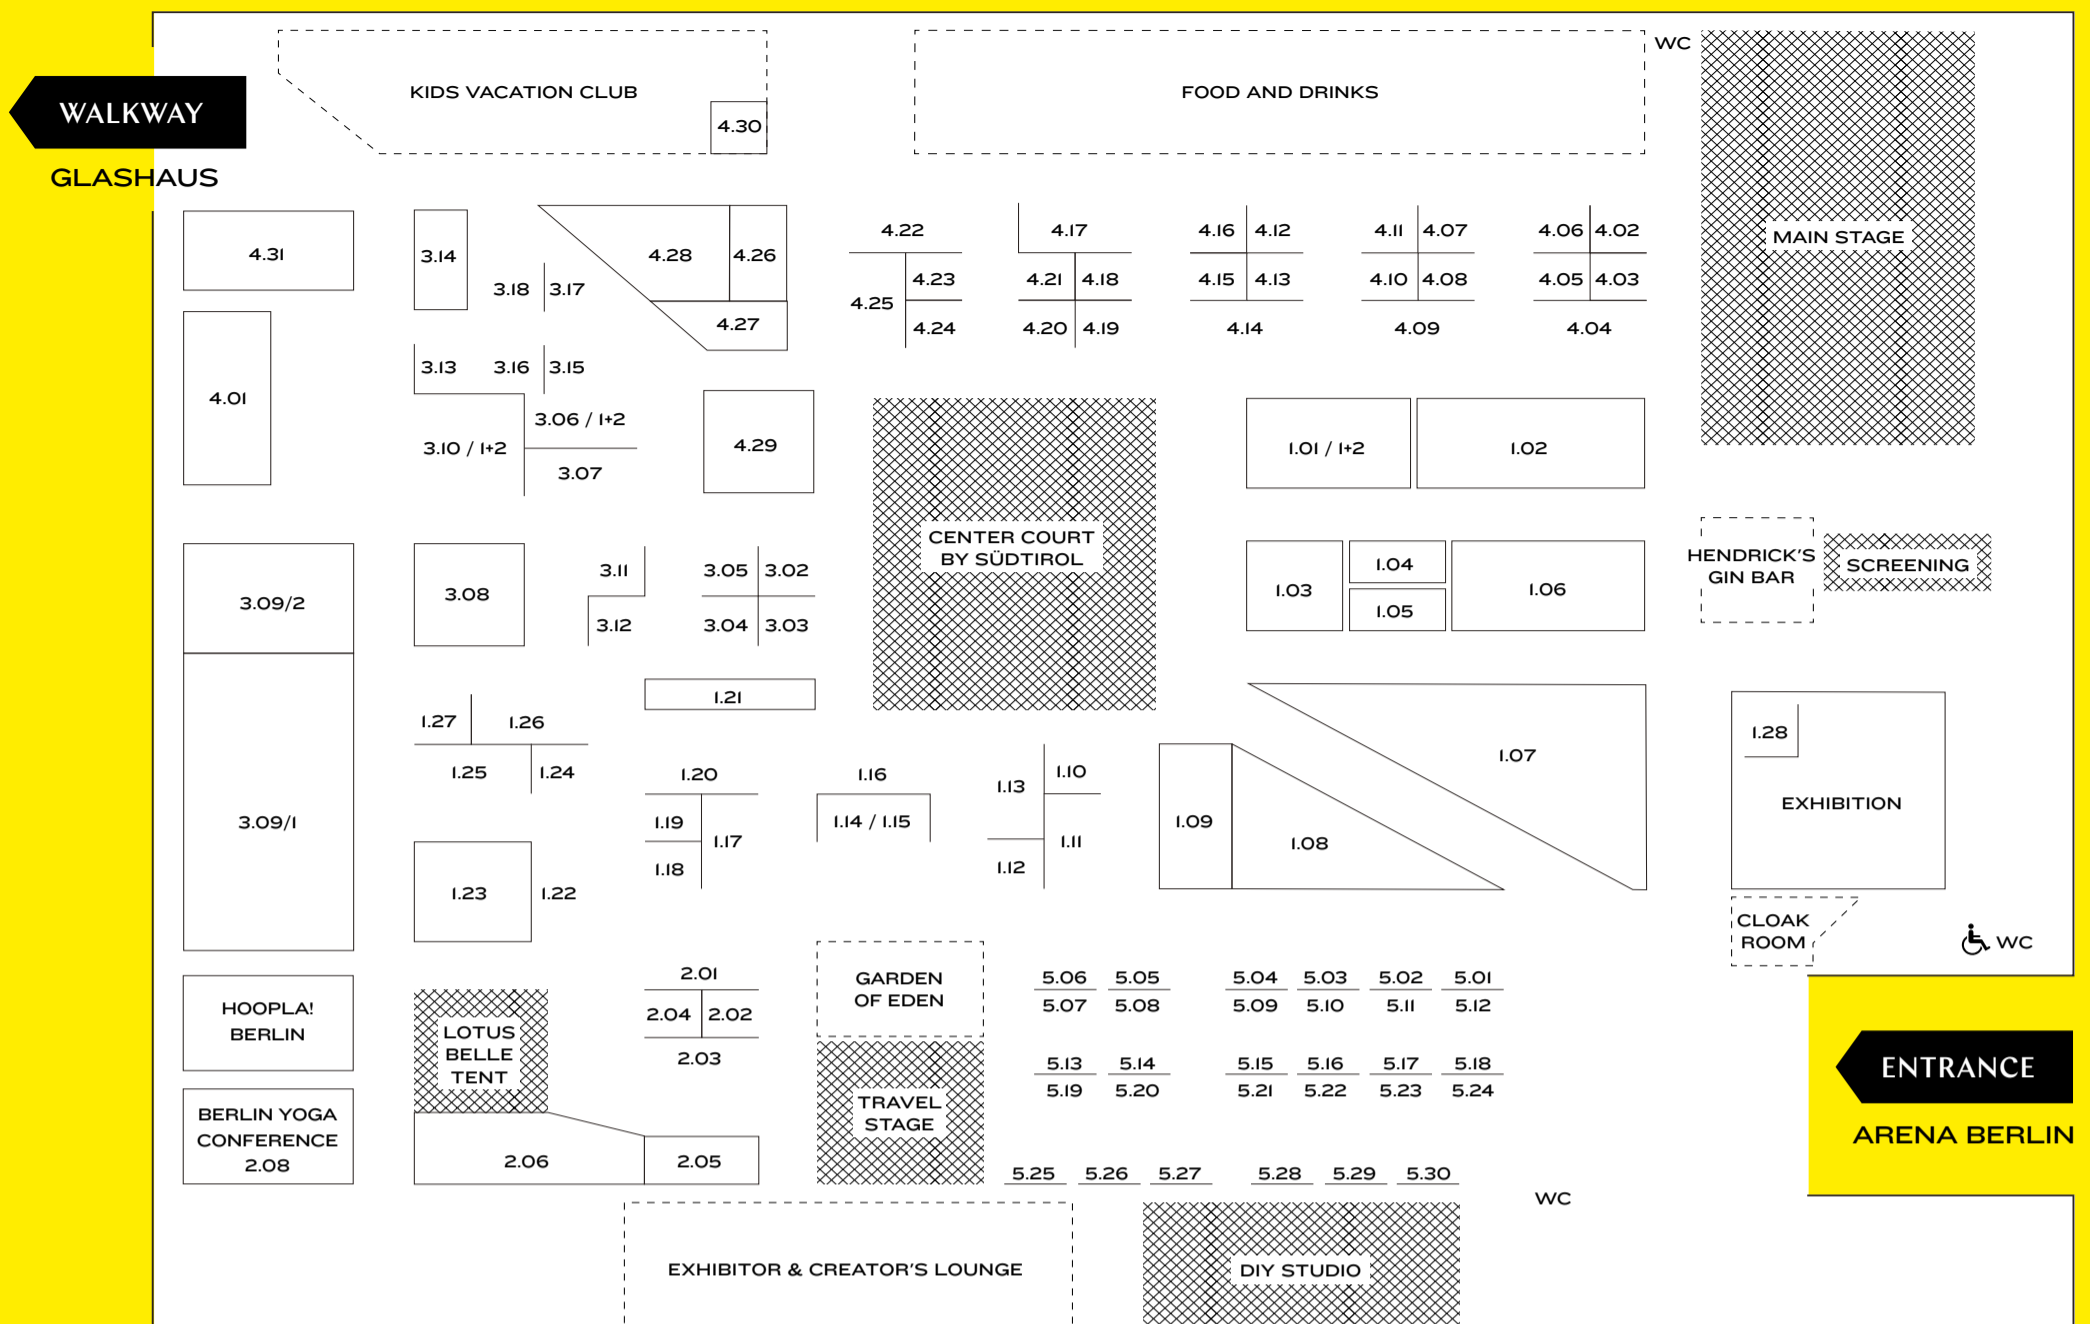 WC
KIDS VACATION CLUB
FOOD AND DRINKS
WALKWAY
4.30
GLASHAUS
4.22
4.17
4.16 4.12
4.11 4.07
4.06 4.02
MAIN STAGE
4.31
3.14
4.28
4.26
3.18 3.17
4.23
4.21 4.18
4.15 4.13
4.10 4.08
4.05 4.03
4.25
4.27
4.24
4.20 4.19
4.14
4.09
4.04
3.13
3.16 3.15
4.01
3.06 / 1+2
3.10 / 1+2
4.29
1.01 / 1+2
1.02
3.07
CENTER COURT
BY SÜDTIROL
HENDRICK'S
GIN BAR
SCREENING
3.09/2
3.08
3.11
3.05 3.02
1.03
1.04
1.06
1.05
3.12
3.04 3.03
1.21
1.27
1.26
1.28
1.07
1.25
1.24
1.20
1.16
1.13
1.10
EXHIBITION
3.09/1
1.19
1.17
1.14 / 1.15
1.11
1.09
1.08
1.18
1.12
1.23
1.22
CLOAK
ROOM
WC
2.01
GARDEN
OF EDEN
5.06 5.05 5.04 5.03 5.02 5.01
HOOPLA!
BERLIN
2.04 2.02
5.07 5.08 5.09 5.10 5.11 5.12
LOTUS
BELLE
TENT
2.03
5.13 5.14 5.15 5.16 5.17 5.18
ENTRANCE
5.19 5.20 5.21 5.22 5.23 5.24
TRAVEL
STAGE
ARENA BERLIN
BERLIN YOGA
CONFERENCE
2.08
2.06
2.05
5.25 5.26 5.27 5.28 5.29 5.30
WC
EXHIBITOR & CREATOR'S LOUNGE
DIY STUDIO